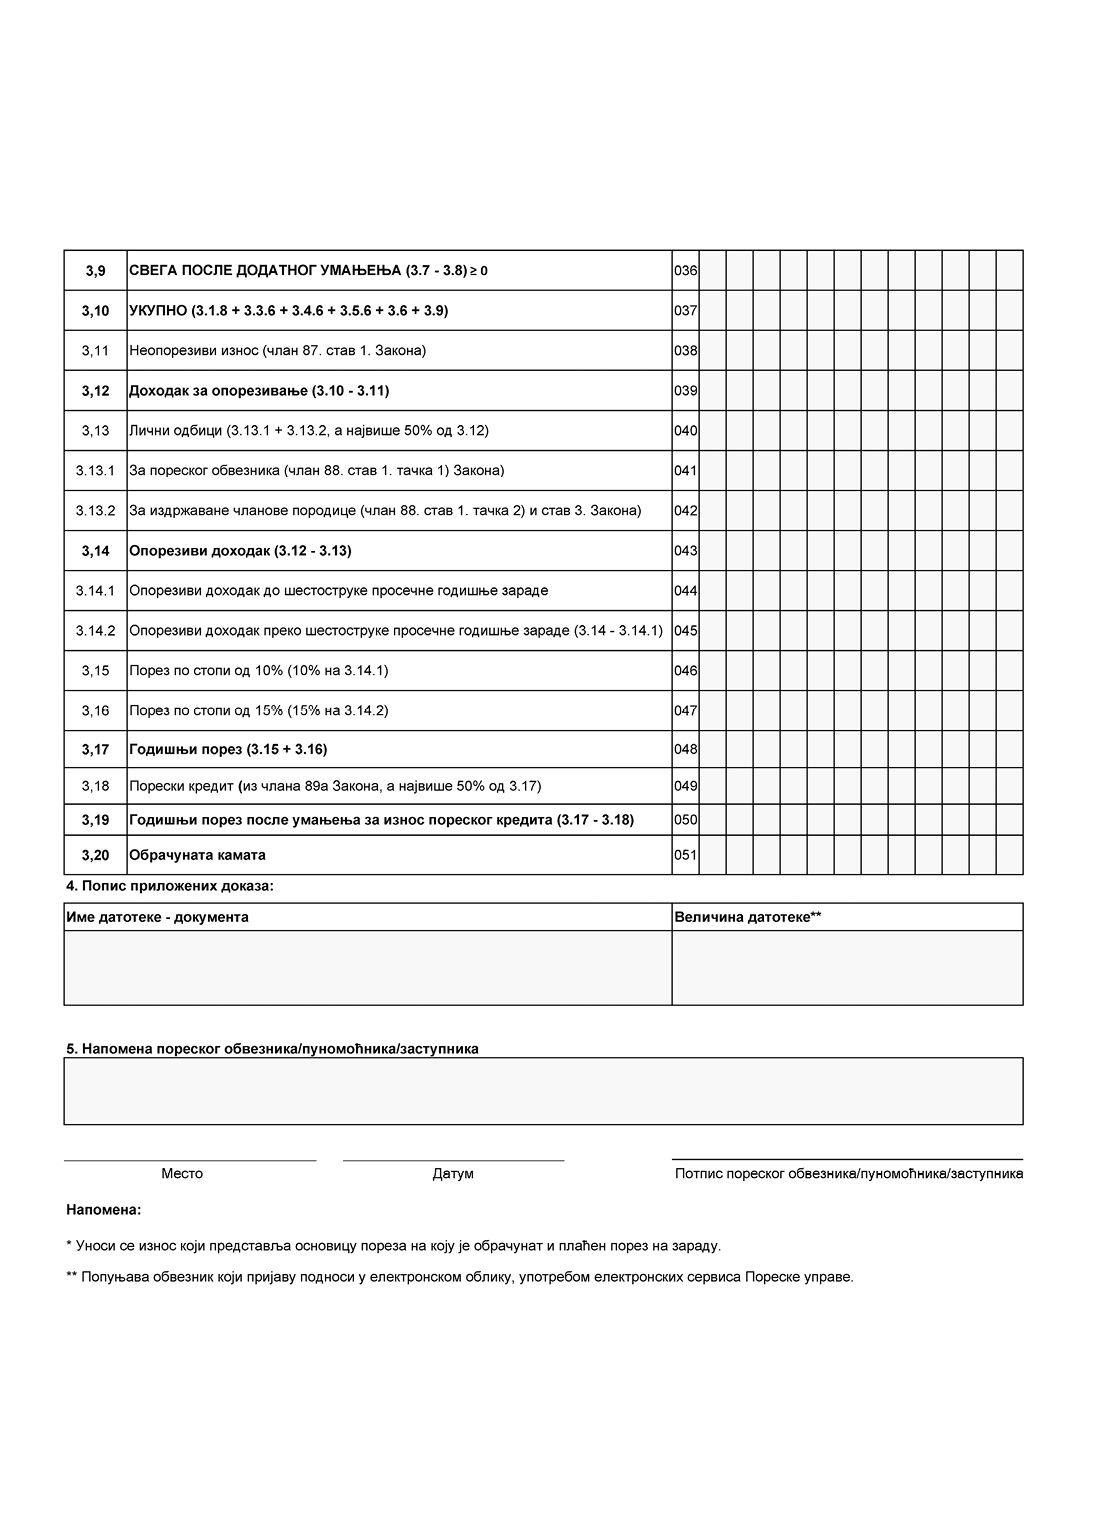 3,9 СВЕГА ПОСЛЕ ДОДАТНОГ УМАЊЕЊА (3.7 - 3.8) ≥ 0 036
3,10 УКУПНО (3.1.8 + 3.3.6 + 3.4.6 + 3.5.6 + 3.6 + 3.9) 037
3,11 Неопорезиви износ (члан 87. став 1. Закона) 038
3,12 Доходак за опорезивање (3.10 - 3.11) 039
3,13 Лични одбици (3.13.1 + 3.13.2, а највише 50% од 3.12) 040
3.13.1 За пореског обвезника (члан 88. став 1. тачка 1) Закона) 041
3.13.2 За издржаване чланове породице (члан 88. став 1. тачка 2) и став 3. Закона) 042
3,14 Опорезиви доходак (3.12 - 3.13) 043
3.14.1 Опорезиви доходак до шестоструке просечне годишње зараде 044
3.14.2 Опорезиви доходак преко шестоструке просечне годишње зараде (3.14 - 3.14.1) 045
3,15 Порез по стопи од 10% (10% на 3.14.1) 046
3,16 Порез по стопи од 15% (15% на 3.14.2) 047
3,17 Годишњи порез (3.15 + 3.16) 048
3,18 Порески кредит (из члана 89а Закона, а највише 50% од 3.17) 049
3,19 Годишњи порез после умањења за износ пореског кредита (3.17 - 3.18) 050
3,20 Обрачуната камата 051
4. Попис приложених доказа:
Име датотеке - документа Величина датотеке**
5. Напомена пореског обвезника/пуномоћника/заступника
Место Датум Потпис пореског обвезника/пуномоћника/заступника
Напомена:
* Уноси се износ који представља основицу пореза на коју је обрачунат и плаћен порез на зараду.
** Попуњава обвезник који пријаву подноси у електронском облику, употребом електронских сервиса Пореске управе.